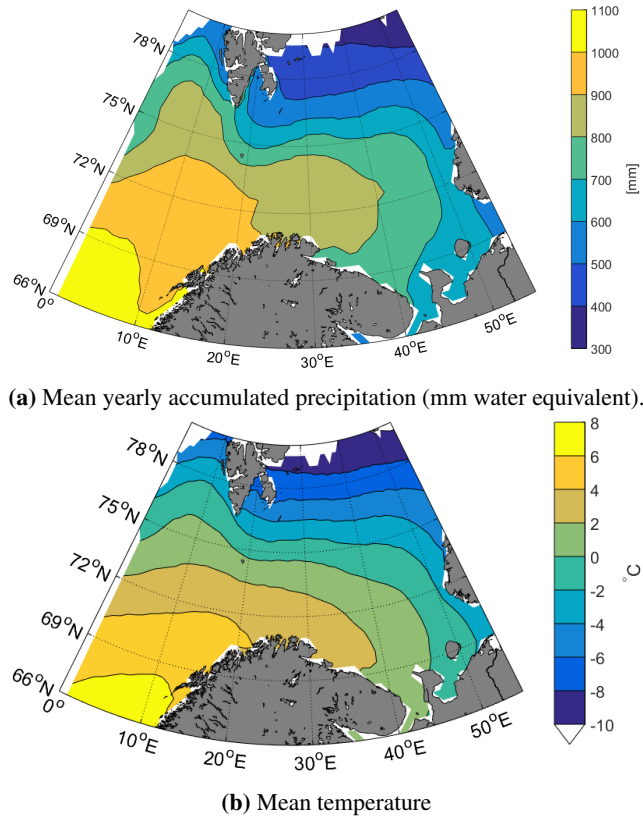 78°N
75°N
72°N
69°N
66°N
0°
10°E
20°E
30°E
40°E
50°E
1100
1000
900
800
700
600
500
400
300
[mm]
(a) Mean yearly accumulated precipitation (mm water equivalent).
78°N
75°N
72°N
69°N
66°N
0°
10°E
20°E
30°E
40°E
50°E
8
6
4
2
0
-2
-4
-6
-8
-10
°C
(b) Mean temperature